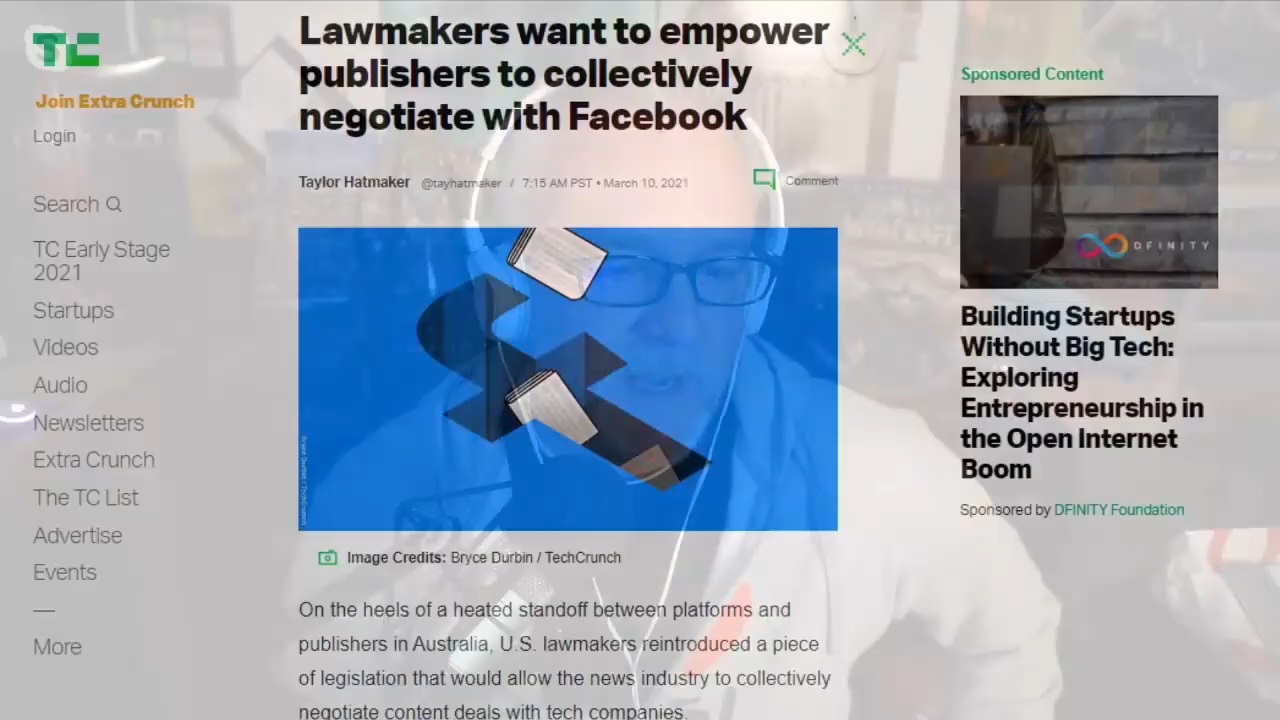 TC
Join Extra Crunch
Login
Search
TC Early Stage
2021
Startups
Videos
Audio
Newsletters
Extra Crunch
The TC List
Advertise
Events
—
More
Lawmakers want to empower
publishers to collectively
negotiate with Facebook
Taylor Hatmaker @tayhatmaker / 7:15 AM PST • March 10, 2021
Comment
Bryce Durbin / TechCrunch
Image Credits: Bryce Durbin / TechCrunch
On the heels of a heated standoff between platforms and
publishers in Australia, U.S. lawmakers reintroduced a piece
of legislation that would allow the news industry to collectively
negotiate content deals with tech companies.
Sponsored Content
DFINITY
Building Startups
Without Big Tech:
Exploring
Entrepreneurship in
the Open Internet
Boom
Sponsored by DFINITY Foundation